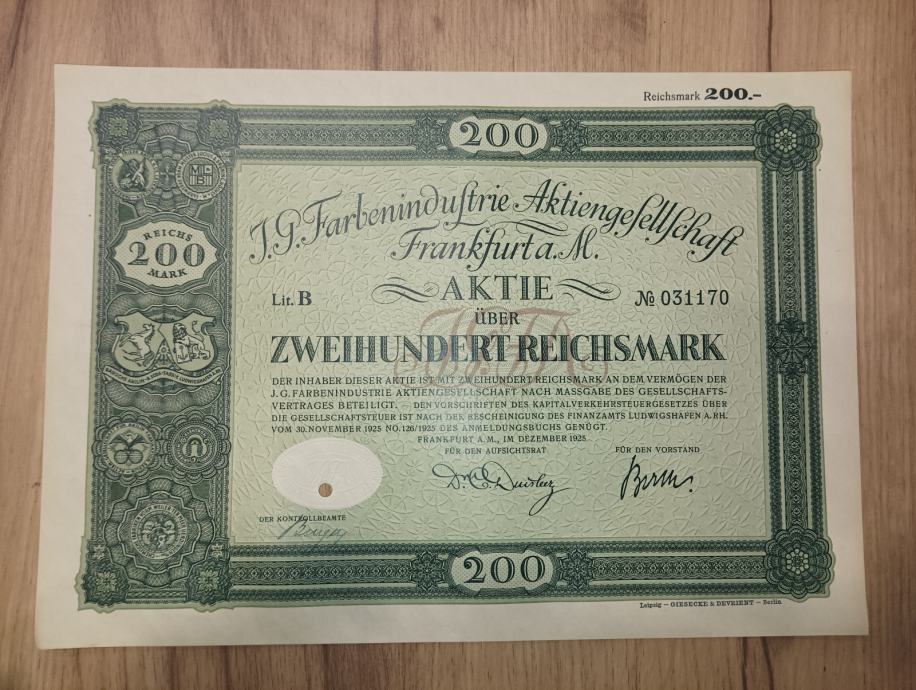 Reichsmark 200.-
200
J.G. Farbenindustrie Aktiengesellschaft
Frankfurt a. M.
REICHS
200
MARK
Lit. B
AKTIE
№ 031170
ÜBER
ZWEIHUNDERT REICHSMARK
DER INHABER DIESER AKTIE IST MIT ZWEIHUNDERT REICHSMARK AN DEM VERMÖGEN DER
J. G. FARBENINDUSTRIE AKTIENGESELLSCHAFT NACH MASSGABE DES GESELLSCHAFTS-
VERTRAGES BETEILIGT. — DEN VORSCHRIFTEN DES KAPITALVERKEHRSTEUERGESETZES ÜBER
DIE GESELLSCHAFTSTEUER IST NACH DER BESCHEINIGUNG DES FINANZAMTS LUDWIGSHAFEN A. RH.
VOM 30. NOVEMBER 1925 NO. 126/1925 DES ANMELDUNGSBUCHS GENÜGT.
FRANKFURT A. M., IM DEZEMBER 1925
FÜR DEN AUFSICHTSRAT
FÜR DEN VORSTAND
DER KONTROLLBEAMTE
200
Leipzig — GIESECKE & DEVRIENT — Berlin